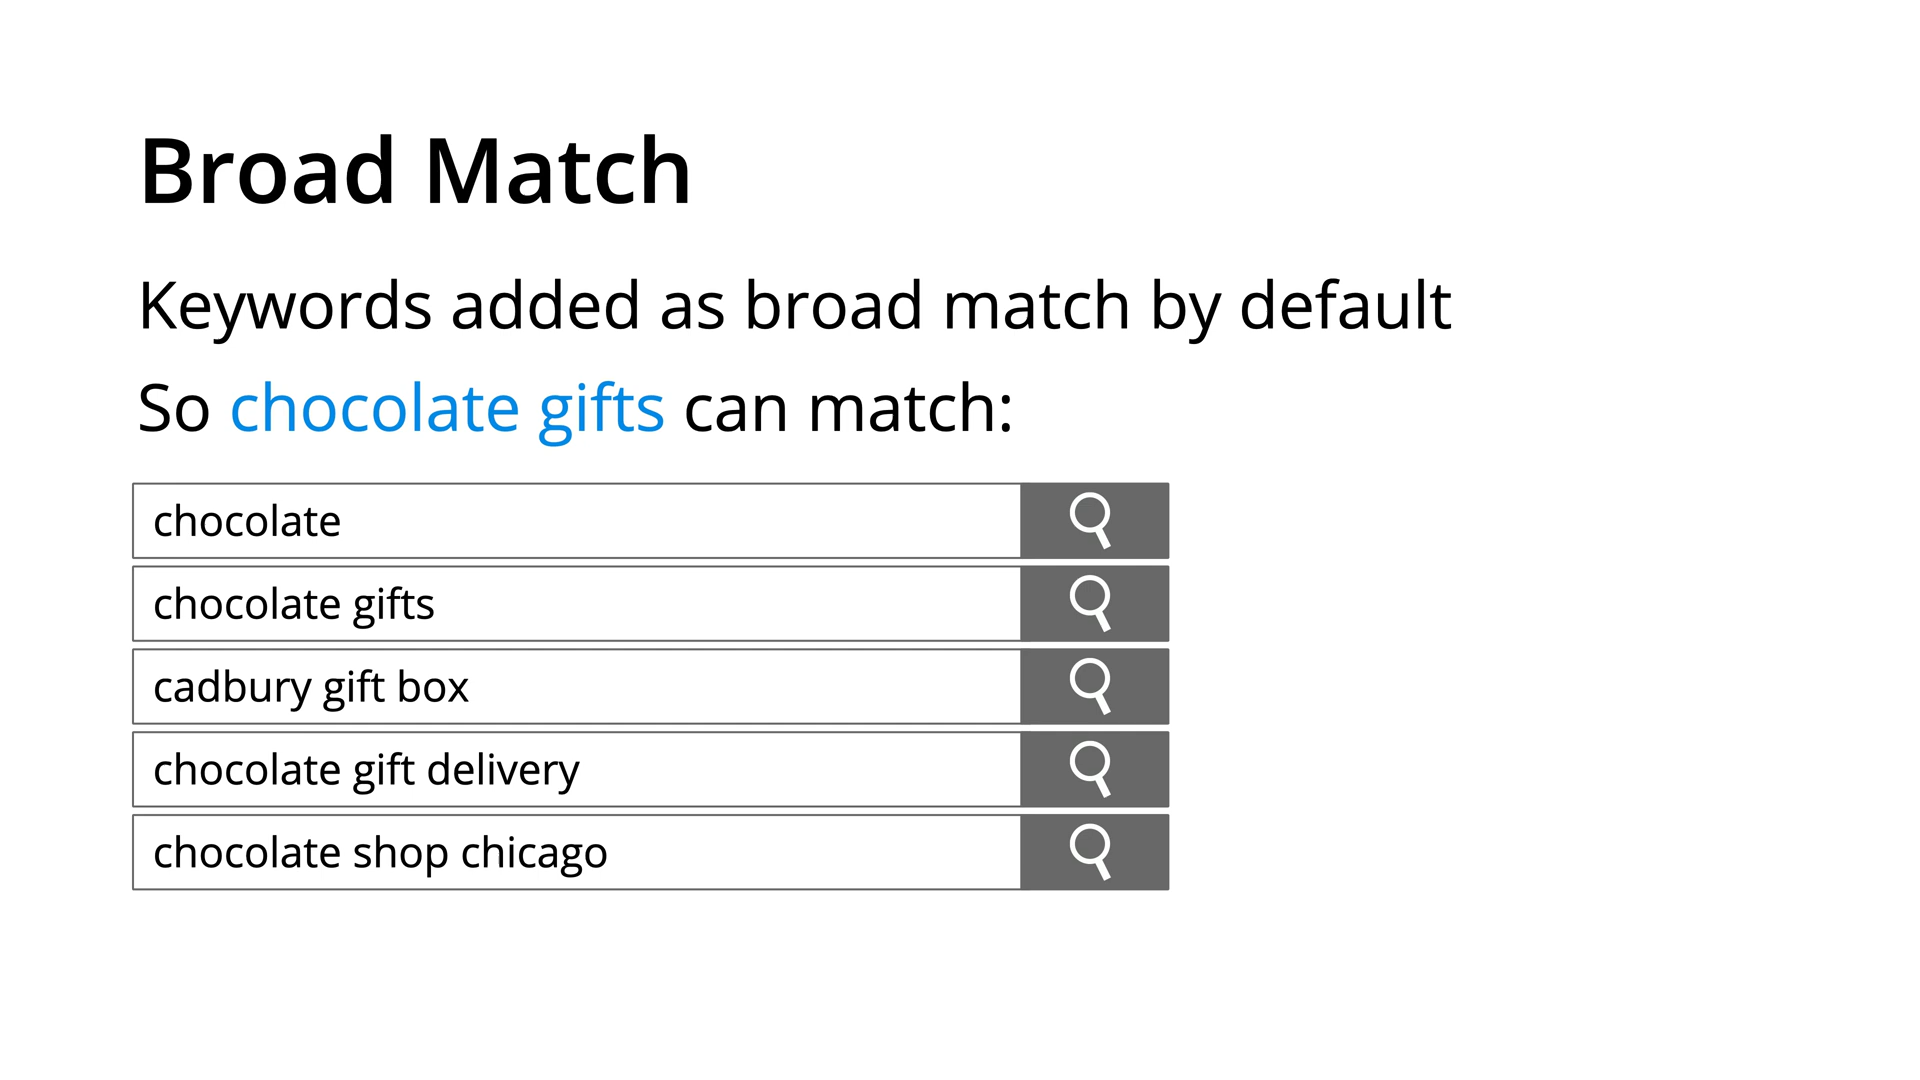 Broad Match
Keywords added as broad match by default
So chocolate gifts can match:
chocolate
chocolate gifts
cadbury gift box
chocolate gift delivery
chocolate shop chicago